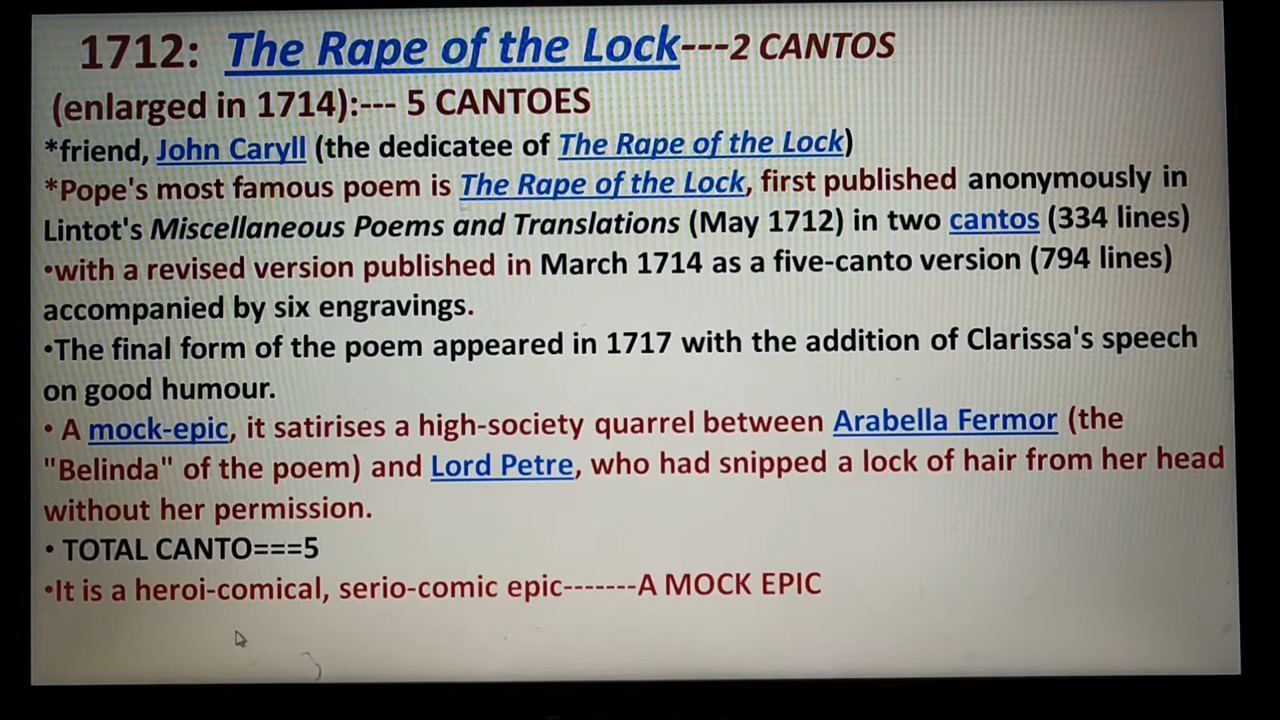 1712: The Rape of the Lock---2 CANTOS
(enlarged in 1714):--- 5 CANTOES
*friend, John Caryll (the dedicatee of The Rape of the Lock)
*Pope's most famous poem is The Rape of the Lock, first published anonymously in
Lintot's Miscellaneous Poems and Translations (May 1712) in two cantos (334 lines)
•with a revised version published in March 1714 as a five-canto version (794 lines)
accompanied by six engravings.
•The final form of the poem appeared in 1717 with the addition of Clarissa's speech
on good humour.
• A mock-epic, it satirises a high-society quarrel between Arabella Fermor (the
"Belinda" of the poem) and Lord Petre, who had snipped a lock of hair from her head
without her permission.
• TOTAL CANTO===5
•It is a heroi-comical, serio-comic epic-------A MOCK EPIC